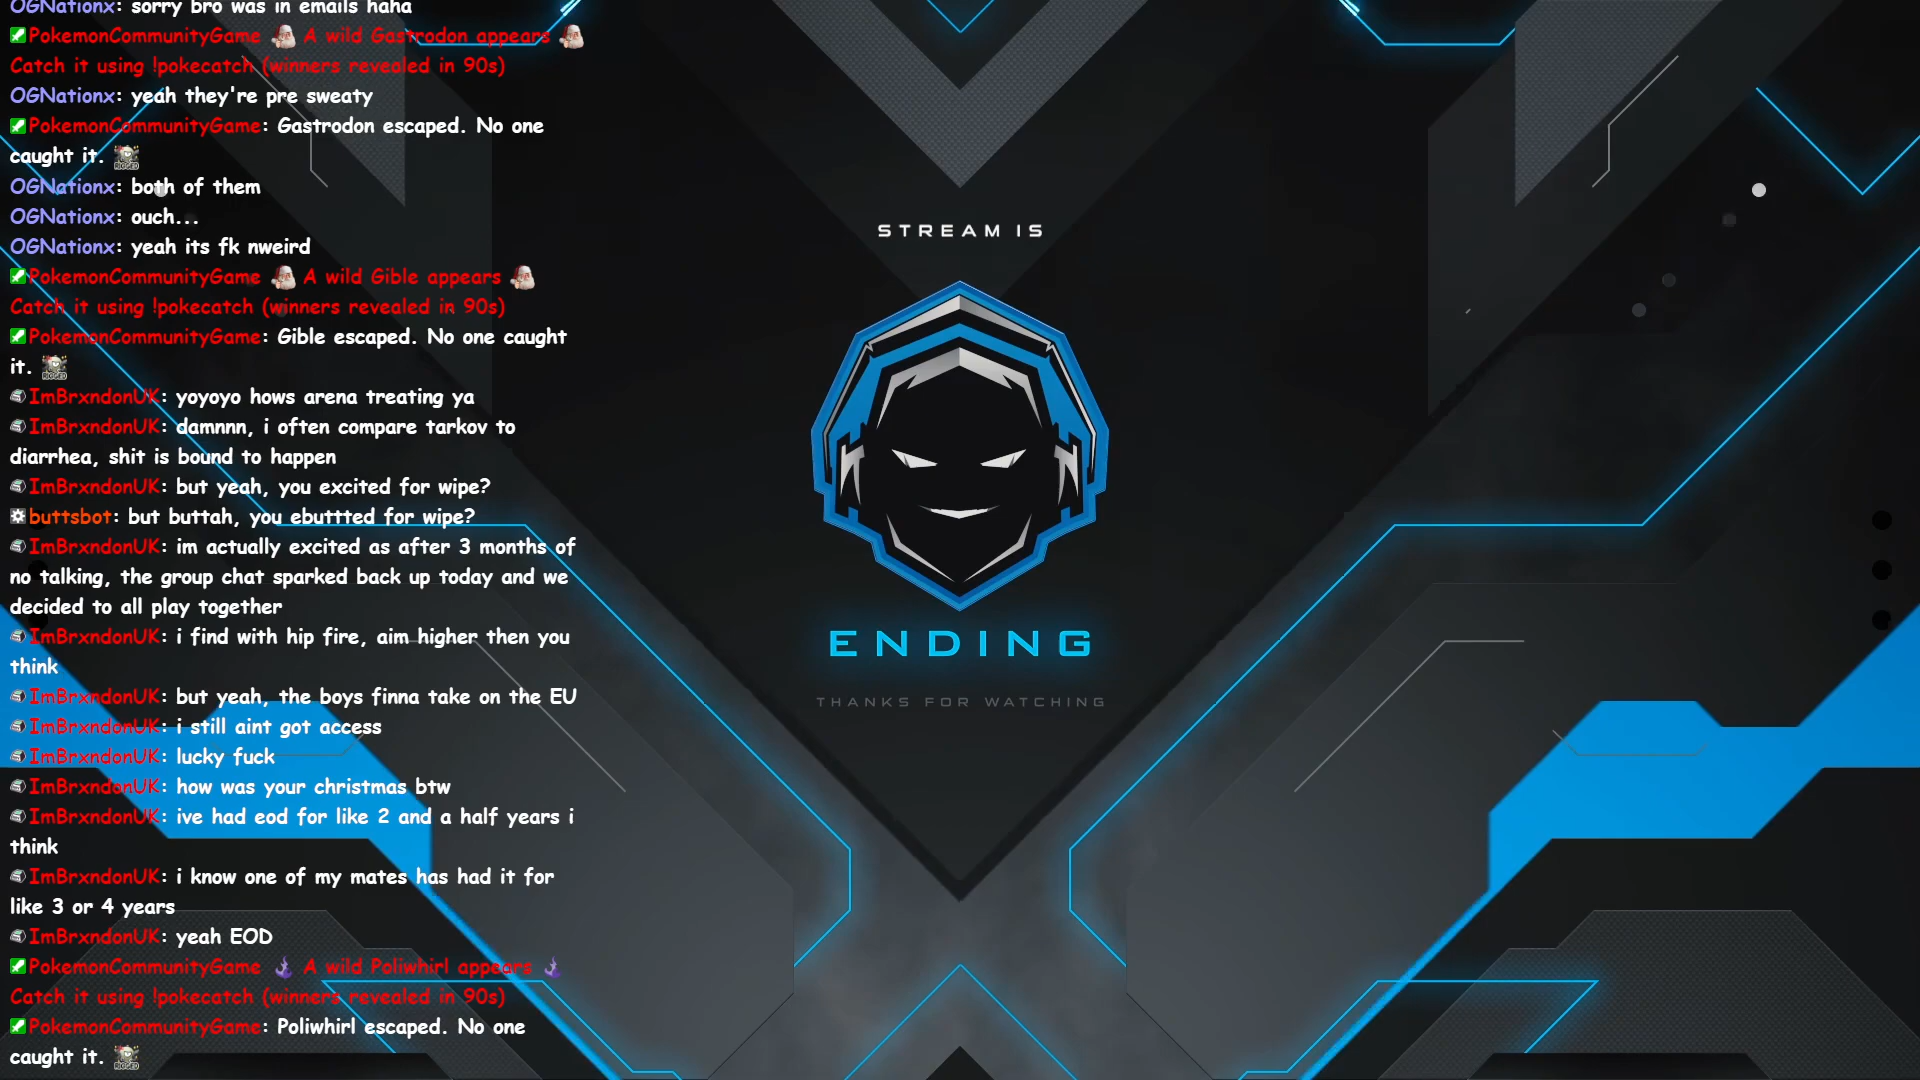 OGNationx: sorry bro was in emails haha
PokemonCommunityGame A wild Gastrodon appears
Catch it using !pokecatch (winners revealed in 90s)
OGNationx: yeah they're pre sweaty
PokemonCommunityGame: Gastrodon escaped. No one
caught it.
OGNationx: both of them
OGNationx: ouch...
OGNationx: yeah its fk nweird
PokemonCommunityGame A wild Gible appears
Catch it using !pokecatch (winners revealed in 90s)
PokemonCommunityGame: Gible escaped. No one caught
it.
ImBrxndonUK: yoyoyo hows arena treating ya
ImBrxndonUK: damnnn, i often compare tarkov to
diarrhea, shit is bound to happen
ImBrxndonUK: but yeah, you excited for wipe?
buttsbot: but buttah, you ebuttted for wipe?
ImBrxndonUK: im actually excited as after 3 months of
no talking, the group chat sparked back up today and we
decided to all play together
ImBrxndonUK: i find with hip fire, aim higher then you
think
ImBrxndonUK: but yeah, the boys finna take on the EU
ImBrxndonUK: i still aint got access
ImBrxndonUK: lucky fuck
ImBrxndonUK: how was your christmas btw
ImBrxndonUK: ive had eod for like 2 and a half years i
think
ImBrxndonUK: i know one of my mates has had it for
like 3 or 4 years
ImBrxndonUK: yeah EOD
PokemonCommunityGame A wild Poliwhirl appears
Catch it using !pokecatch (winners revealed in 90s)
PokemonCommunityGame: Poliwhirl escaped. No one
caught it.
STREAM IS
ENDING
THANKS FOR WATCHING